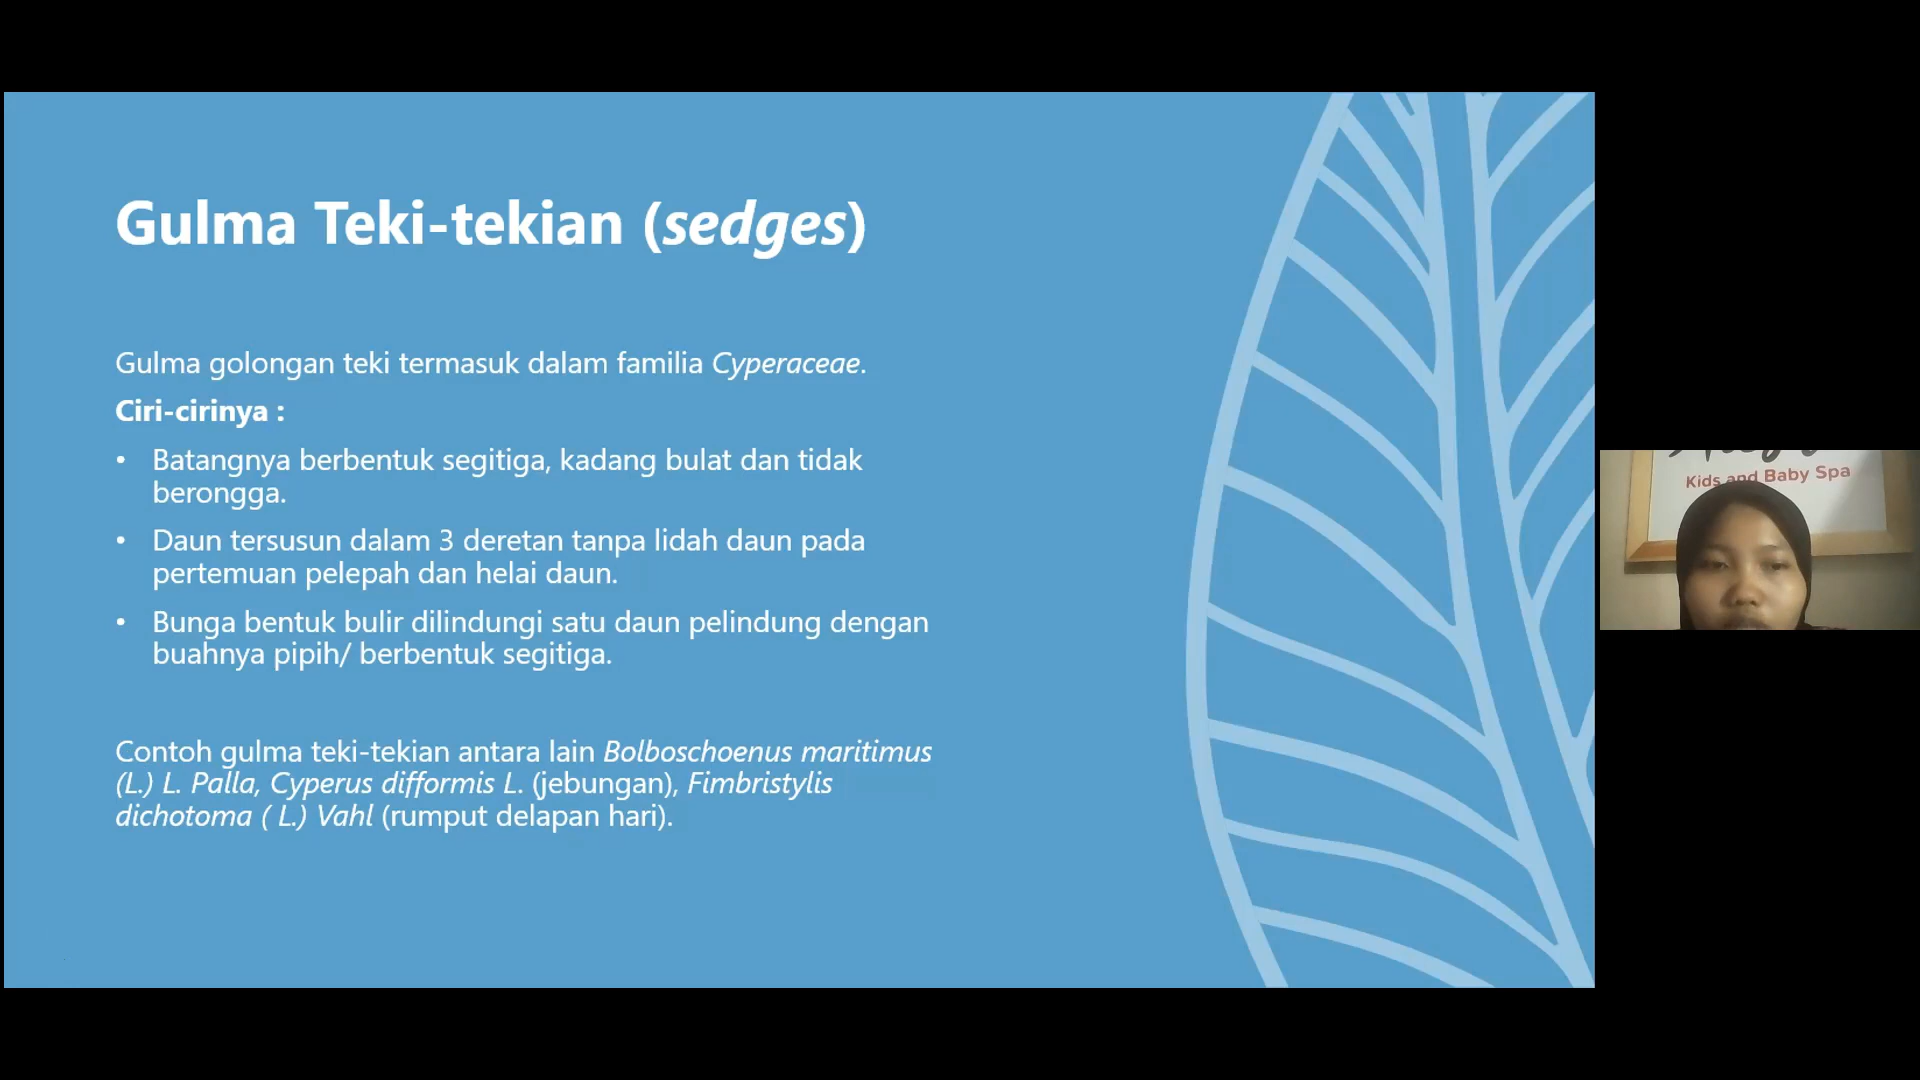 Gulma Teki-tekian (sedges)
Gulma golongan teki termasuk dalam familia Cyperaceae.
Ciri-cirinya :
• Batangnya berbentuk segitiga, kadang bulat dan tidak
berongga.
• Daun tersusun dalam 3 deretan tanpa lidah daun pada
pertemuan pelepah dan helai daun.
• Bunga bentuk bulir dilindungi satu daun pelindung dengan
buahnya pipih/ berbentuk segitiga.
Contoh gulma teki-tekian antara lain Bolboschoenus maritimus
(L.) L. Palla, Cyperus difformis L. (jebungan), Fimbristylis
dichotoma ( L.) Vahl (rumput delapan hari).
Kids and Baby Spa